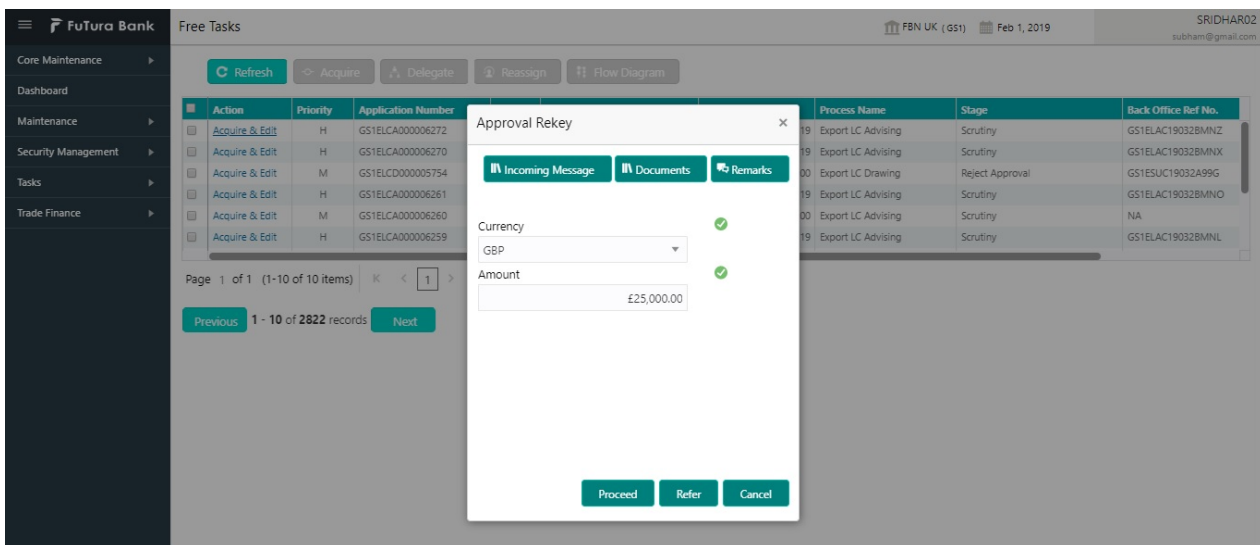 FuTura Bank
Free Tasks
FBN UK ( GS1)
Feb 1, 2019
SRIDHAR02
subham@gmail.com
Core Maintenance
Dashboard
Maintenance
Security Management
Tasks
Trade Finance
Refresh Acquire Delegate Reassign Flow Diagram
Action Priority Application Number Process Name Stage Back Office Ref No.
Acquire & Edit H GS1ELCA000006272 19 Export LC Advising Scrutiny GS1ELAC19032BMNZ
Acquire & Edit H GS1ELCA000006270 19 Export LC Advising Scrutiny GS1ELAC19032BMNX
Acquire & Edit M GS1ELCD000005754 00 Export LC Drawing Reject Approval GS1ESUC19032A99G
Acquire & Edit H GS1ELCA000006261 19 Export LC Advising Scrutiny GS1ELAC19032BMNO
Acquire & Edit M GS1ELCA000006260 00 Export LC Advising Scrutiny NA
Acquire & Edit H GS1ELCA000006259 19 Export LC Advising Scrutiny GS1ELAC19032BMNL
Page 1 of 1 (1-10 of 10 items) K < 1 >
Previous 1 - 10 of 2822 records Next
Approval Rekey ×
Incoming Message Documents Remarks
Currency
GBP
Amount
£25,000.00
Proceed Refer Cancel